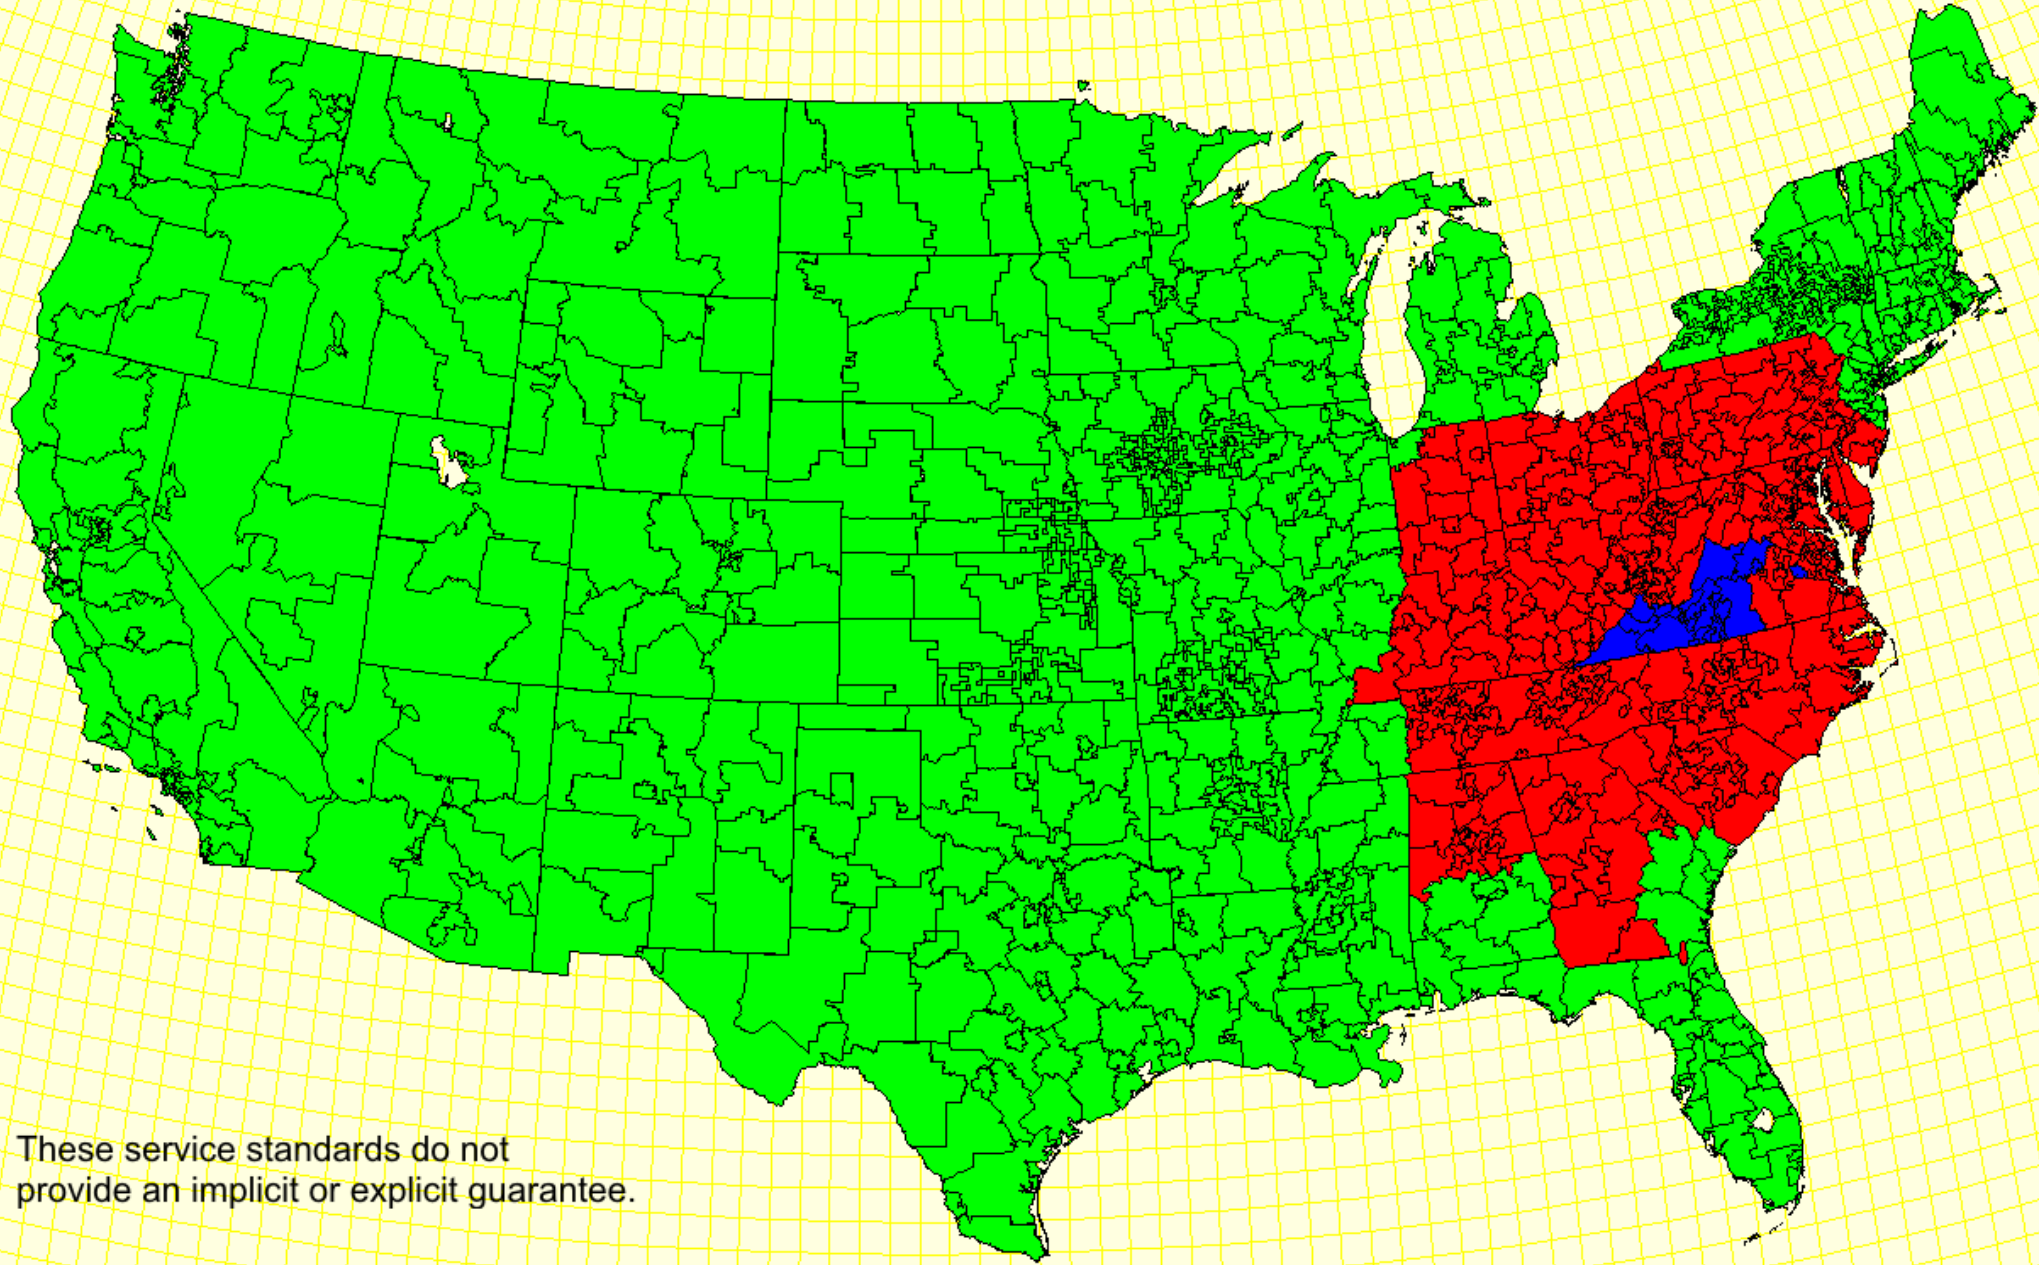 These service standards do not
provide an implicit or explicit guarantee.